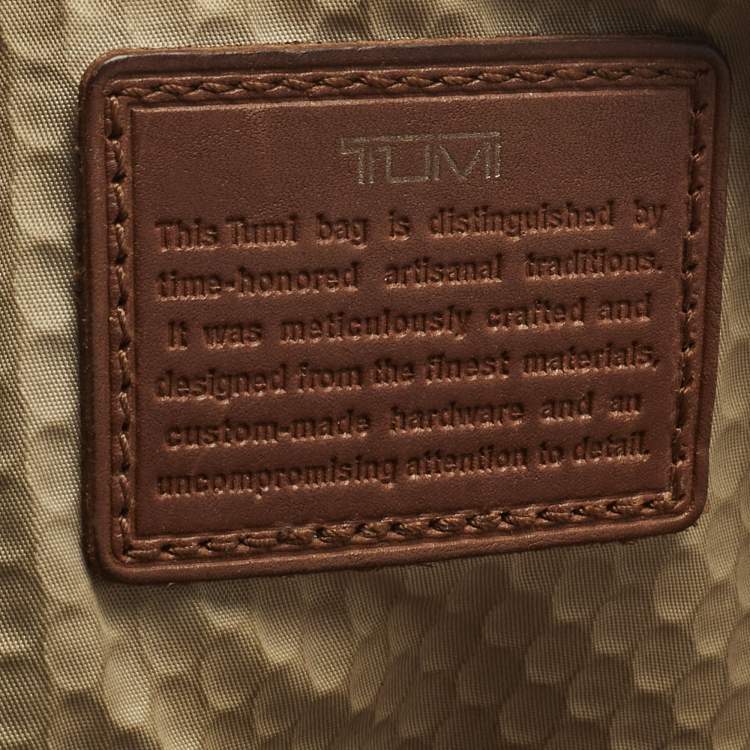 TUMI
This Tumi bag is distinguished by
time-honored artisanal traditions.
It was meticulously crafted and
designed from the finest materials,
custom-made hardware and an
uncompromising attention to detail.